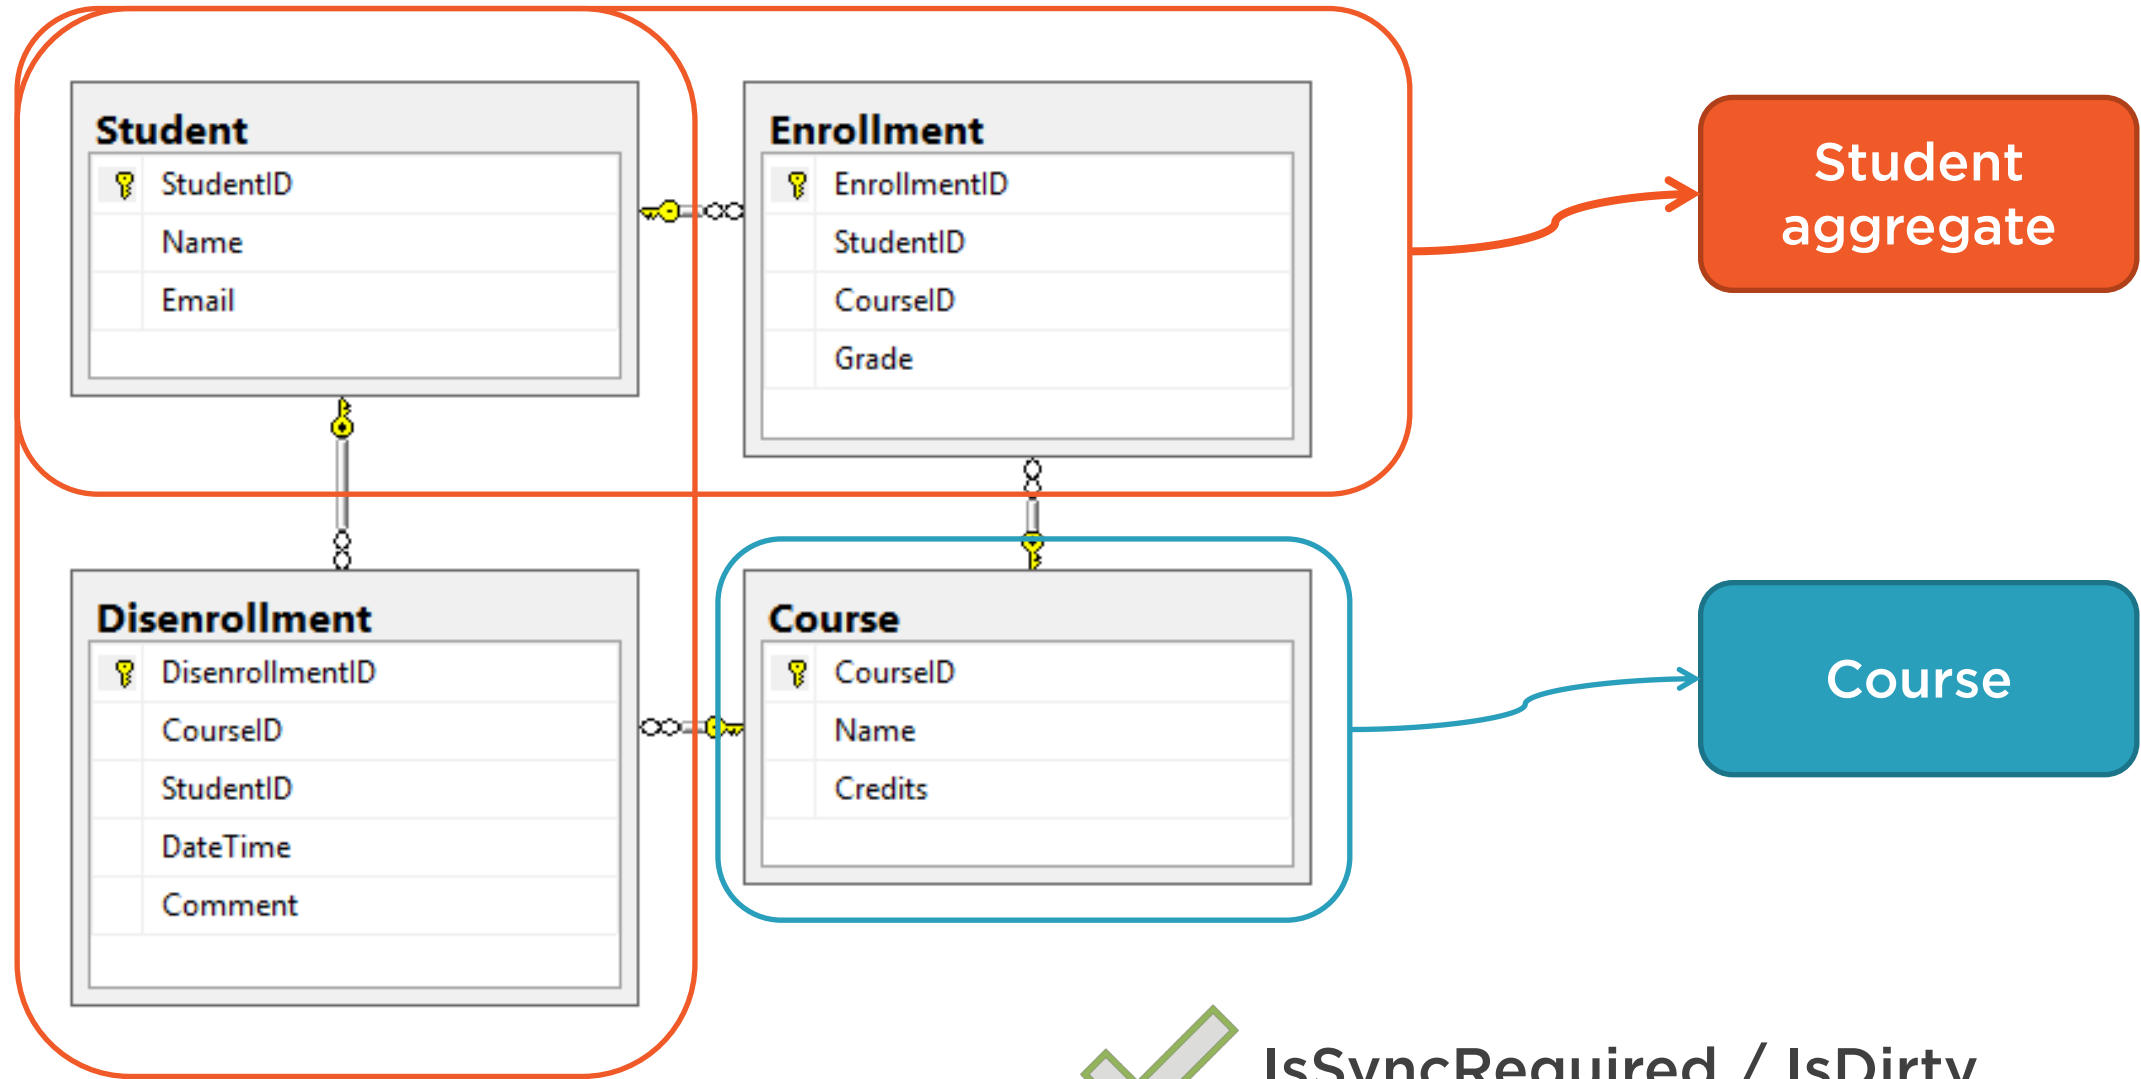 Student
StudentID
Name
Email
Enrollment
EnrollmentID
StudentID
CourseID
Grade
Student
aggregate
Disenrollment
DisenrollmentID
CourseID
StudentID
DateTime
Comment
Course
CourseID
Name
Credits
Course
IsSyncRequired / IsDirty